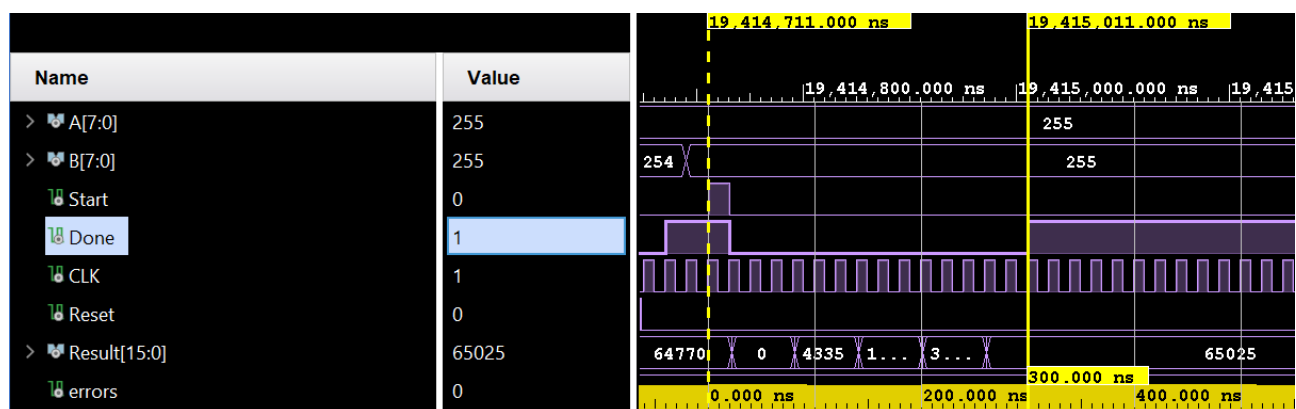 19,414,711.000 ns 19,415,011.000 ns
Name Value
19,414,800.000 ns 19,415,000.000 ns 19,415
A[7:0] 255 255
B[7:0] 255 254 255
Start 0
Done 1
CLK 1
Reset 0
Result[15:0] 65025 64770 0 4335 1... 3... 65025
300.000 ns
errors 0 0.000 ns 200.000 ns 400.000 ns